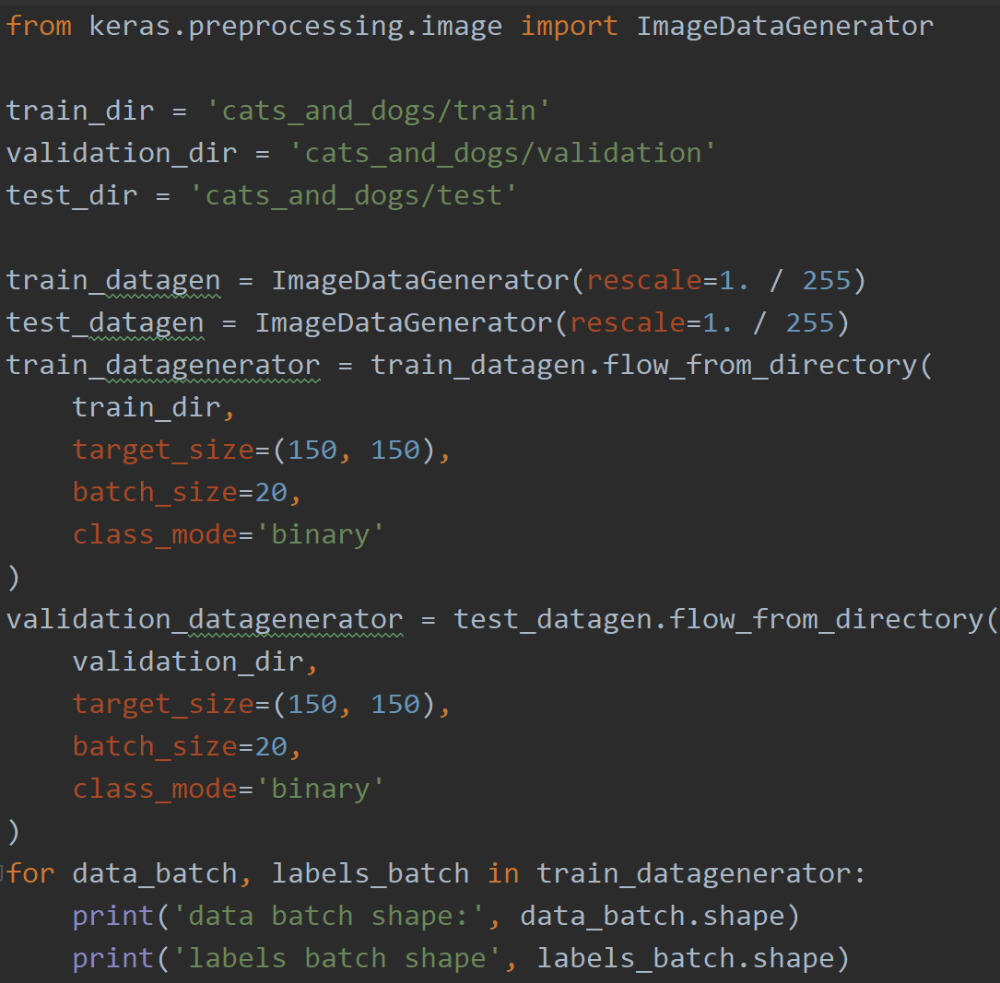 from keras.preprocessing.image import ImageDataGenerator
train_dir = 'cats_and_dogs/train'
validation_dir = 'cats_and_dogs/validation'
test_dir = 'cats_and_dogs/test'
train_datagen = ImageDataGenerator(rescale=1. / 255)
test_datagen = ImageDataGenerator(rescale=1. / 255)
train_datagenerator = train_datagen.flow_from_directory(
    train_dir,
    target_size=(150, 150),
    batch_size=20,
    class_mode='binary'
)
validation_datagenerator = test_datagen.flow_from_directory(
    validation_dir,
    target_size=(150, 150),
    batch_size=20,
    class_mode='binary'
)
for data_batch, labels_batch in train_datagenerator:
    print('data batch shape:', data_batch.shape)
    print('labels batch shape', labels_batch.shape)